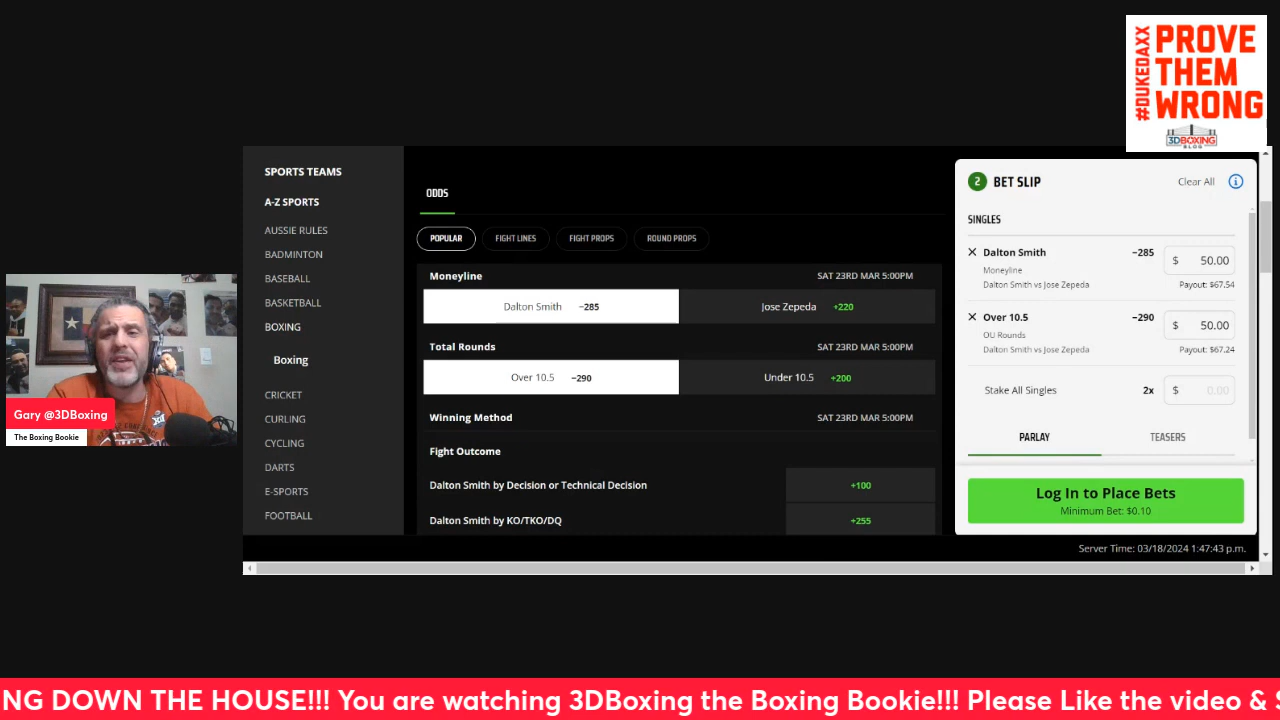 #DUKEDAXX
PROVE
THEM
WRONG
3DBOXING
BLOG
SPORTS TEAMS
A-Z SPORTS
AUSSIE RULES
BADMINTON
BASEBALL
BASKETBALL
BOXING
Boxing
CRICKET
CURLING
CYCLING
DARTS
E-SPORTS
FOOTBALL
ODDS
POPULAR FIGHT LINES FIGHT PROPS ROUND PROPS
Moneyline SAT 23RD MAR 5:00PM
Dalton Smith −285 Jose Zepeda +220
Total Rounds SAT 23RD MAR 5:00PM
Over 10.5 −290 Under 10.5 +200
Winning Method SAT 23RD MAR 5:00PM
Fight Outcome
Dalton Smith by Decision or Technical Decision +100
Dalton Smith by KO/TKO/DQ +255
2 BET SLIP Clear All i
SINGLES
Dalton Smith −285 $ 50.00
Moneyline
Dalton Smith vs Jose Zepeda Payout: $67.54
Over 10.5 −290 $ 50.00
OU Rounds
Dalton Smith vs Jose Zepeda Payout: $67.24
Stake All Singles 2x $ 0.00
PARLAY TEASERS
Log In to Place Bets
Minimum Bet: $0.10
Server Time: 03/18/2024 1:47:43 p.m.
Gary @3DBoxing
The Boxing Bookie
NG DOWN THE HOUSE!!! You are watching 3DBoxing the Boxing Bookie!!! Please Like the video & S